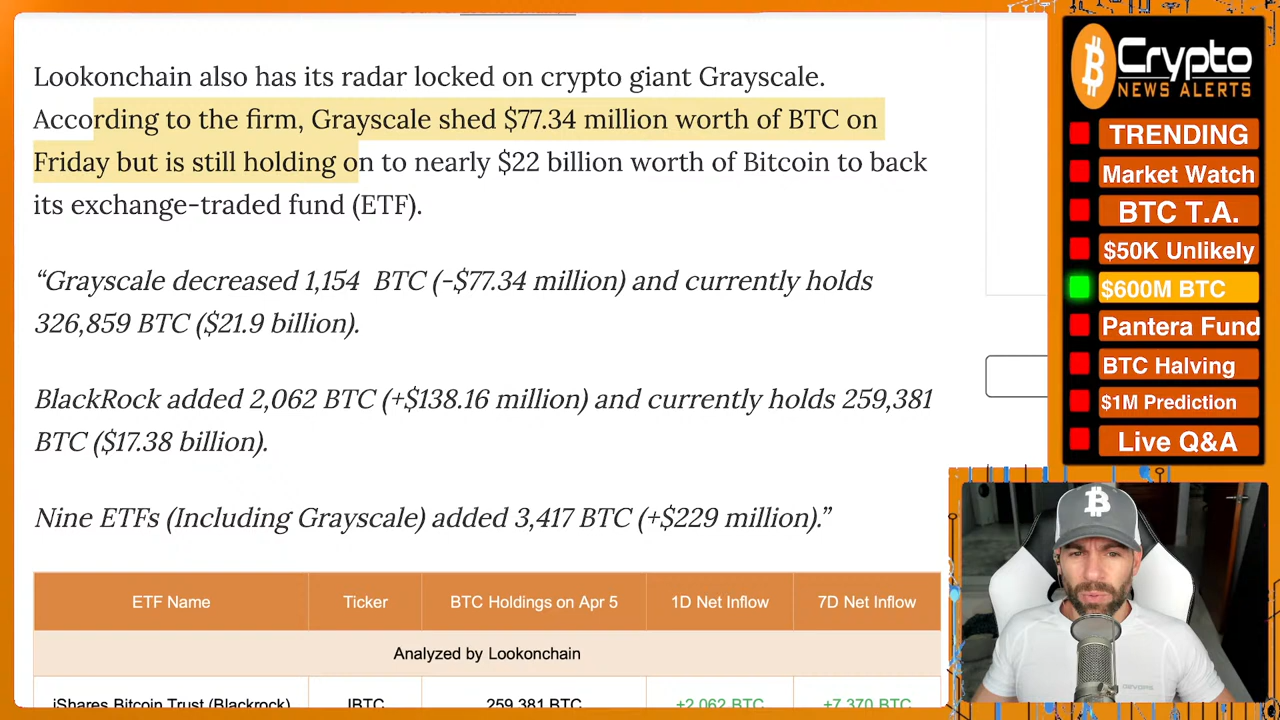 Lookonchain also has its radar locked on crypto giant Grayscale.
According to the firm, Grayscale shed $77.34 million worth of BTC on
Friday but is still holding on to nearly $22 billion worth of Bitcoin to back
its exchange-traded fund (ETF).
“Grayscale decreased 1,154 BTC (-$77.34 million) and currently holds
326,859 BTC ($21.9 billion).
BlackRock added 2,062 BTC (+$138.16 million) and currently holds 259,381
BTC ($17.38 billion).
Nine ETFs (Including Grayscale) added 3,417 BTC (+$229 million).”
ETF Name Ticker BTC Holdings on Apr 5 1D Net Inflow 7D Net Inflow
Analyzed by Lookonchain
iShares Bitcoin Trust (Blackrock) IBTC 259,381 BTC +2,062 BTC +7,370 BTC
Crypto
NEWS ALERTS
TRENDING
Market Watch
BTC T.A.
$50K Unlikely
$600M BTC
Pantera Fund
BTC Halving
$1M Prediction
Live Q&A